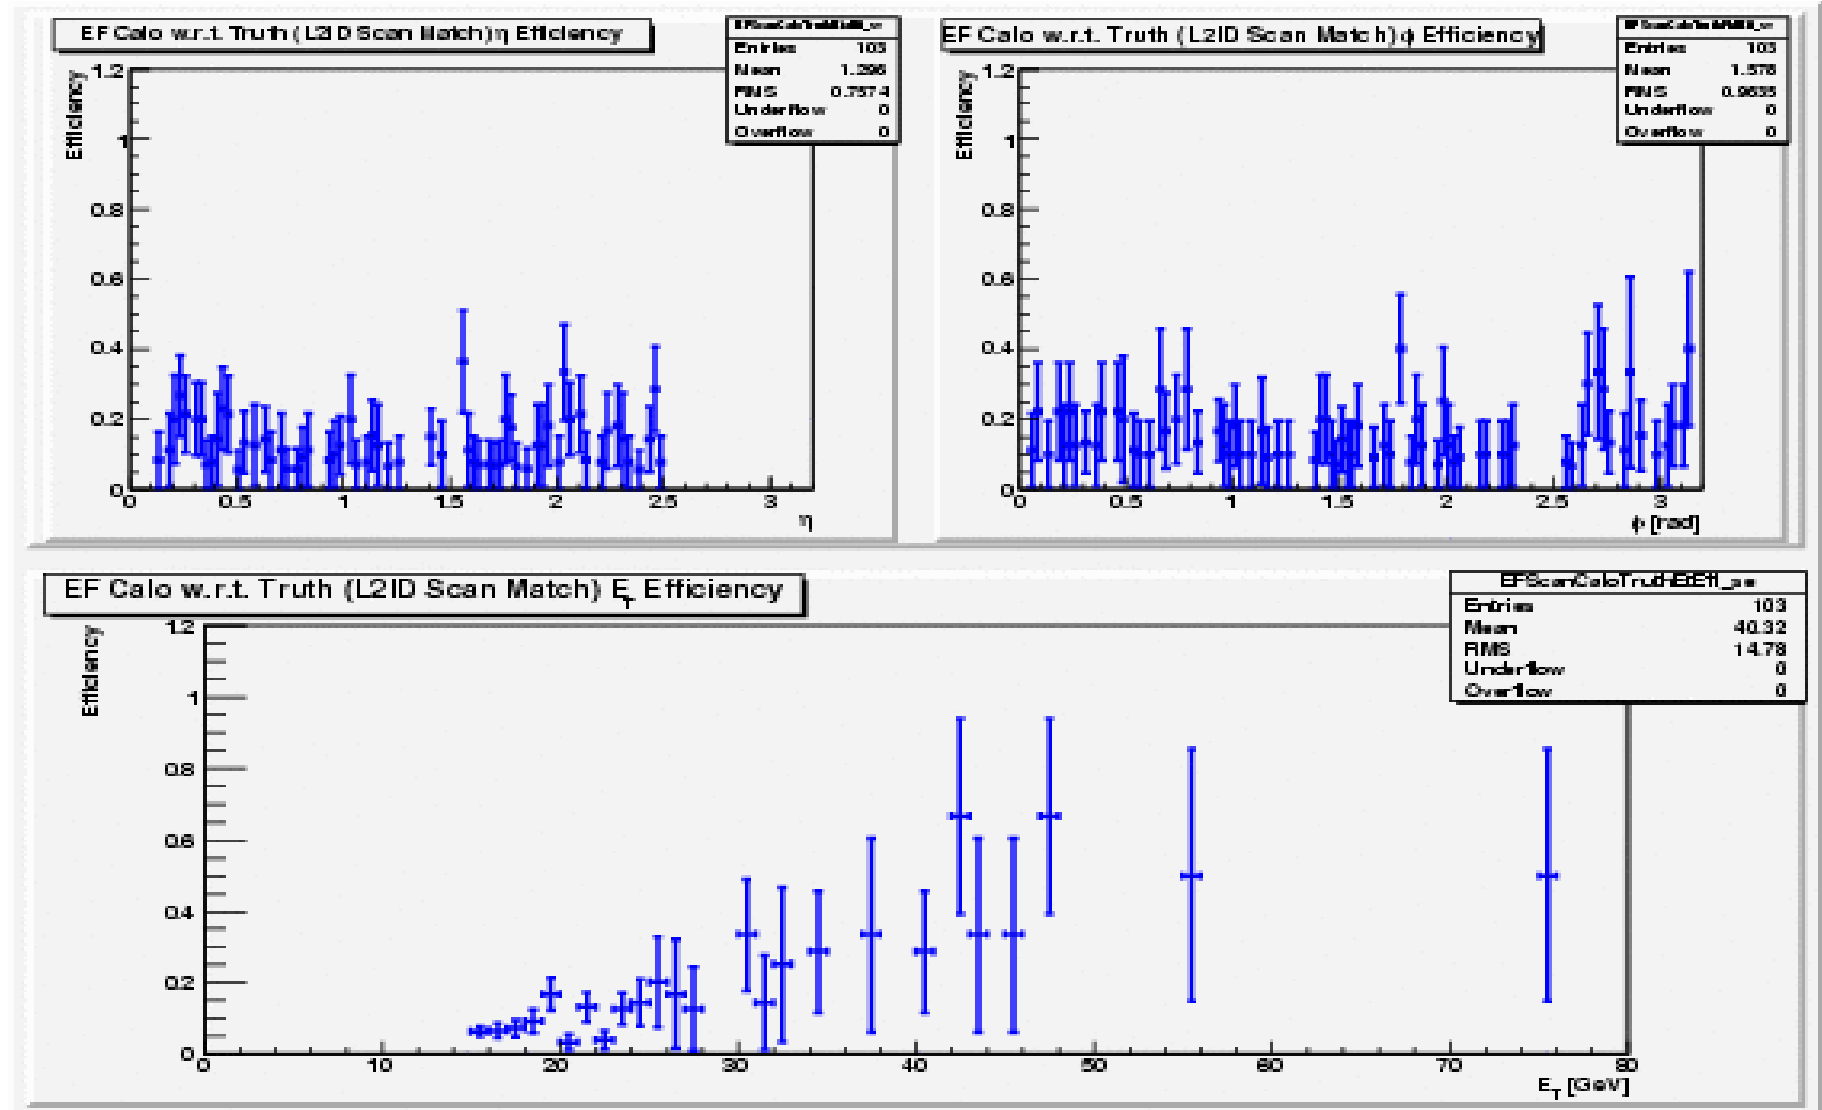 EF Calo w.r.t. Truth (L2ID Scan Match) η Efficiency
Entries 103
Mean 1.296
RMS 0.7574
Underflow 0
Overflow 0
Efficiency
1.2
1
0.8
0.6
0.4
0.2
0
0 0.5 1 1.5 2 2.5 3
η
EF Calo w.r.t. Truth (L2ID Scan Match) ϕ Efficiency
Entries 103
Mean 1.578
RMS 0.9635
Underflow 0
Overflow 0
Efficiency
1.2
1
0.8
0.6
0.4
0.2
0
0 0.5 1 1.5 2 2.5 3
ϕ [rad]
EF Calo w.r.t. Truth (L2ID Scan Match) E_T Efficiency
Entries 103
Mean 40.32
RMS 14.78
Underflow 0
Overflow 0
Efficiency
1.2
1
0.8
0.6
0.4
0.2
0
0 10 20 30 40 50 60 70 80
E_T [GeV]